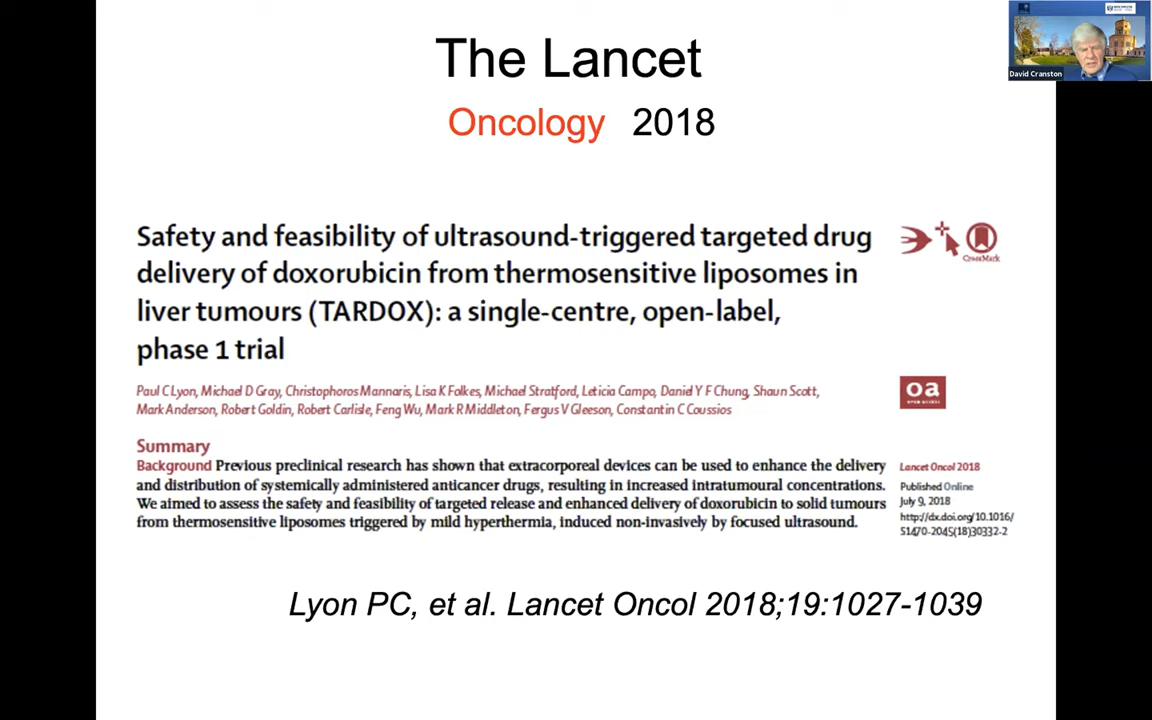 The Lancet
Oncology 2018
David Cranston
Safety and feasibility of ultrasound-triggered targeted drug
delivery of doxorubicin from thermosensitive liposomes in
liver tumours (TARDOX): a single-centre, open-label,
phase 1 trial
CrossMark
Paul C Lyon, Michael D Gray, Christophoros Mannaris, Lisa K Folkes, Michael Stratford, Leticia Campo, Daniel Y F Chung, Shaun Scott,
Mark Anderson, Robert Goldin, Robert Carlisle, Feng Wu, Mark R Middleton, Fergus V Gleeson, Constantin C Coussios
oa
open access
Summary
Background Previous preclinical research has shown that extracorporeal devices can be used to enhance the delivery
and distribution of systemically administered anticancer drugs, resulting in increased intratumoural concentrations.
We aimed to assess the safety and feasibility of targeted release and enhanced delivery of doxorubicin to solid tumours
from thermosensitive liposomes triggered by mild hyperthermia, induced non-invasively by focused ultrasound.
Lancet Oncol 2018
Published Online
July 9, 2018
http://dx.doi.org/10.1016/
S1470-2045(18)30332-2
Lyon PC, et al. Lancet Oncol 2018;19:1027-1039